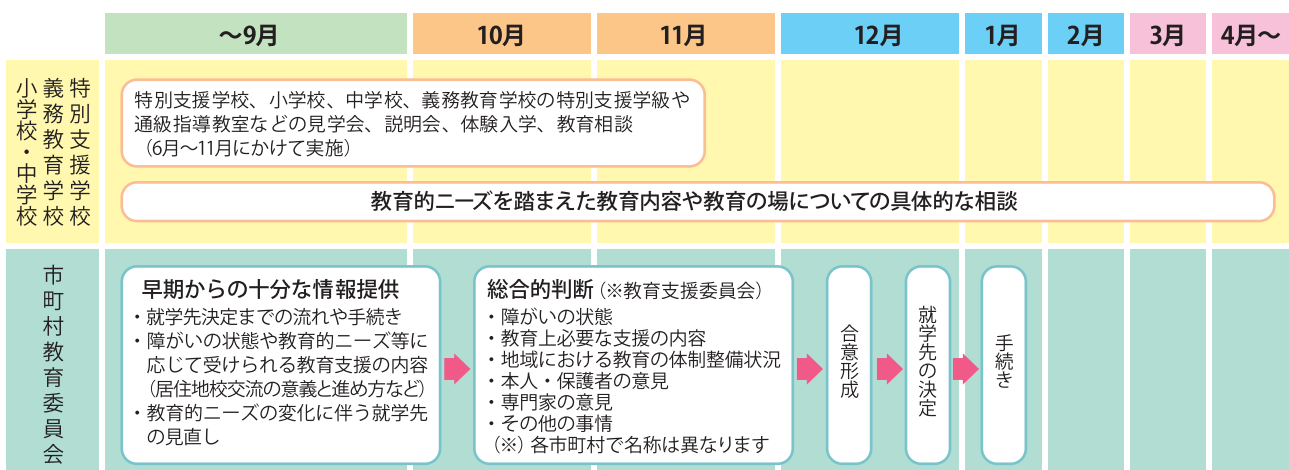 ～9月
10月
11月
12月
1月
2月
3月
4月～
特別支援学校
義務教育学校
小学校・中学校
特別支援学校、小学校、中学校、義務教育学校の特別支援学級や
通級指導教室などの見学会、説明会、体験入学、教育相談
（6月～11月にかけて実施）
教育的ニーズを踏まえた教育内容や教育の場についての具体的な相談
市町村教育委員会
早期からの十分な情報提供
・就学先決定までの流れや手続き
・障がいの状態や教育的ニーズ等に
応じて受けられる教育支援の内容
（居住地校交流の意義と進め方など）
・教育的ニーズの変化に伴う就学先
の見直し
総合的判断（※教育支援委員会）
・障がいの状態
・教育上必要な支援の内容
・地域における教育の体制整備状況
・本人・保護者の意見
・専門家の意見
・その他の事情
（※）各市町村で名称は異なります
合意形成
就学先の決定
手続き